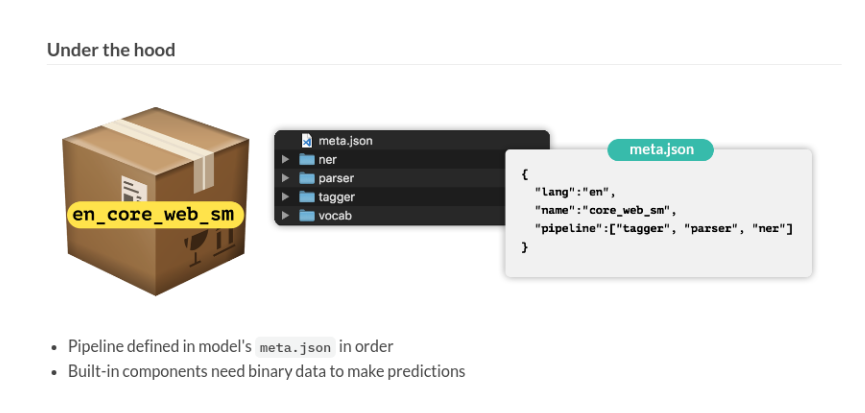 Under the hood
en_core_web_sm
meta.json
ner
parser
tagger
vocab
meta.json
{
"lang":"en",
"name":"core_web_sm",
"pipeline":["tagger", "parser", "ner"]
}
• Pipeline defined in model's meta.json in order
• Built-in components need binary data to make predictions